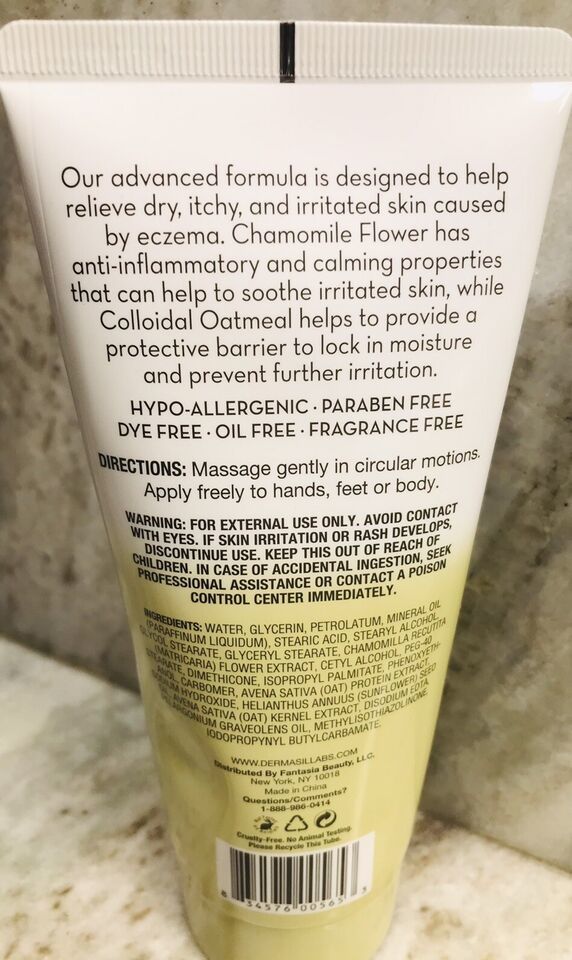 Our advanced formula is designed to help
relieve dry, itchy, and irritated skin caused
by eczema. Chamomile Flower has
anti-inflammatory and calming properties
that can help to soothe irritated skin, while
Colloidal Oatmeal helps to provide a
protective barrier to lock in moisture
and prevent further irritation.
HYPO-ALLERGENIC · PARABEN FREE
DYE FREE · OIL FREE · FRAGRANCE FREE
DIRECTIONS: Massage gently in circular motions.
Apply freely to hands, feet or body.
WARNING: FOR EXTERNAL USE ONLY. AVOID CONTACT
WITH EYES. IF SKIN IRRITATION OR RASH DEVELOPS,
DISCONTINUE USE. KEEP THIS OUT OF REACH OF
CHILDREN. IN CASE OF ACCIDENTAL INGESTION, SEEK
PROFESSIONAL ASSISTANCE OR CONTACT A POISON
CONTROL CENTER IMMEDIATELY.
INGREDIENTS: WATER, GLYCERIN, PETROLATUM, MINERAL OIL
(PARAFFINUM LIQUIDUM), STEARIC ACID, STEARYL ALCOHOL,
GLYCOL STEARATE, GLYCERYL STEARATE, CHAMOMILLA RECUTITA
(MATRICARIA) FLOWER EXTRACT, CETYL ALCOHOL, PEG-40
STEARATE, DIMETHICONE, ISOPROPYL PALMITATE, PHENOXYETH-
ANOL, CARBOMER, AVENA SATIVA (OAT) PROTEIN EXTRACT,
SODIUM HYDROXIDE, HELIANTHUS ANNUUS (SUNFLOWER) SEED
OIL, AVENA SATIVA (OAT) KERNEL EXTRACT, DISODIUM EDTA,
PELARGONIUM GRAVEOLENS OIL, METHYLISOTHIAZOLINONE,
IODOPROPYNYL BUTYLCARBAMATE.
WWW.DERMASILLABS.COM
Distributed By Fantasia Beauty, LLC.
New York, NY 10018
Made in China
Questions/Comments?
1-888-986-0414
Cruelty-Free. No Animal Testing.
Please Recycle This Tube.
8 34576 00565 3